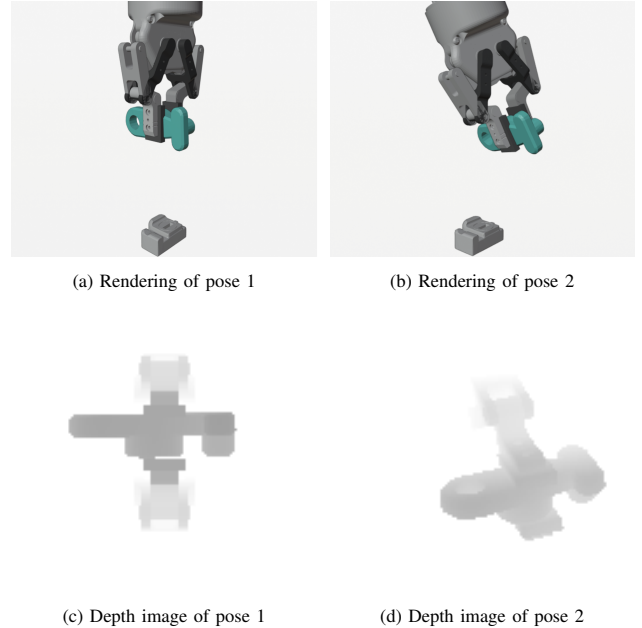 (a) Rendering of pose 1
(b) Rendering of pose 2
(c) Depth image of pose 1
(d) Depth image of pose 2